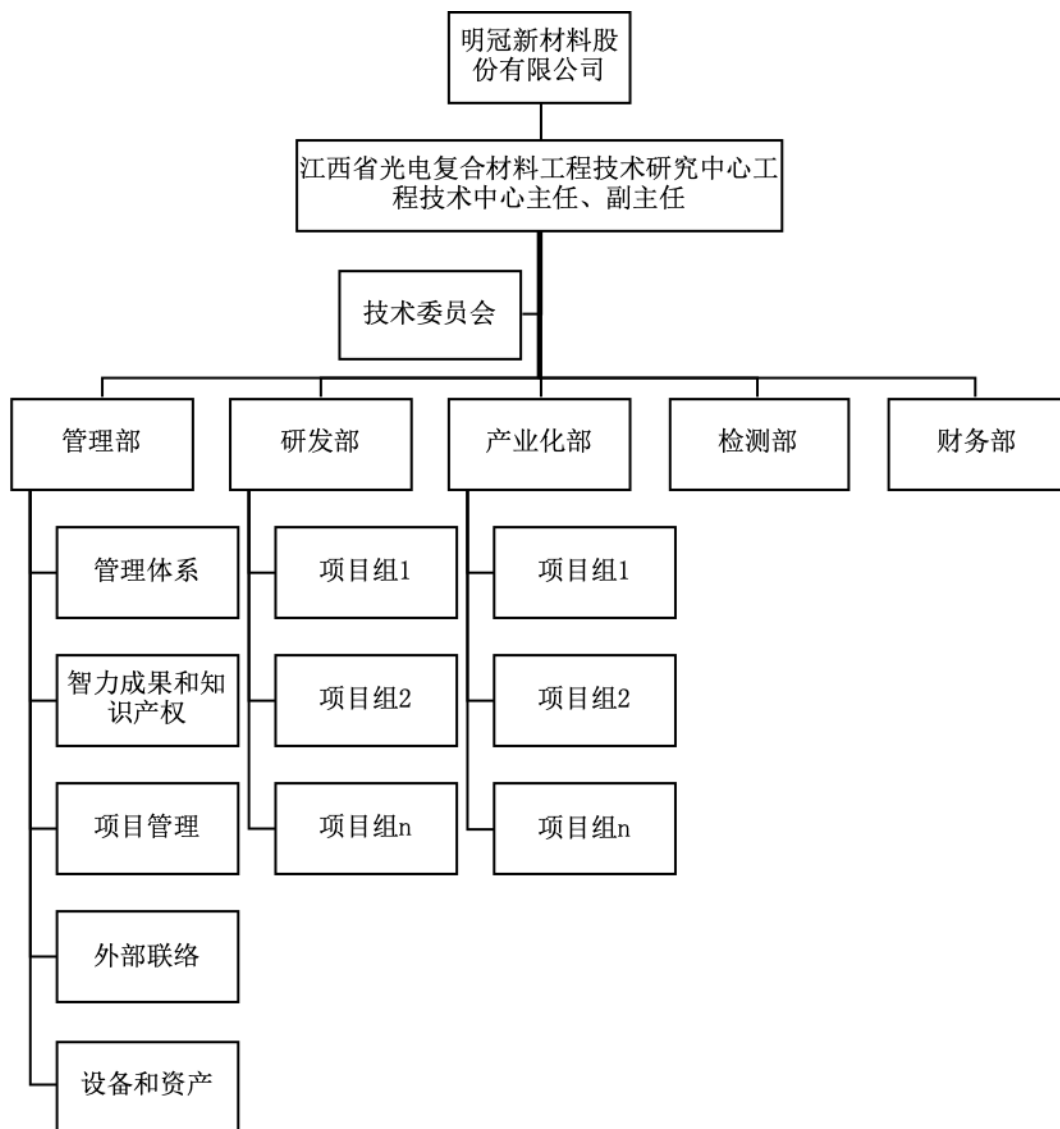 明冠新材料股
份有限公司
江西省光电复合材料工程技术研究中心工
程技术中心主任、副主任
技术委员会
管理部
研发部
产业化部
检测部
财务部
管理体系
项目组1
项目组1
智力成果和知
识产权
项目组2
项目组2
项目管理
项目组n
项目组n
外部联络
设备和资产